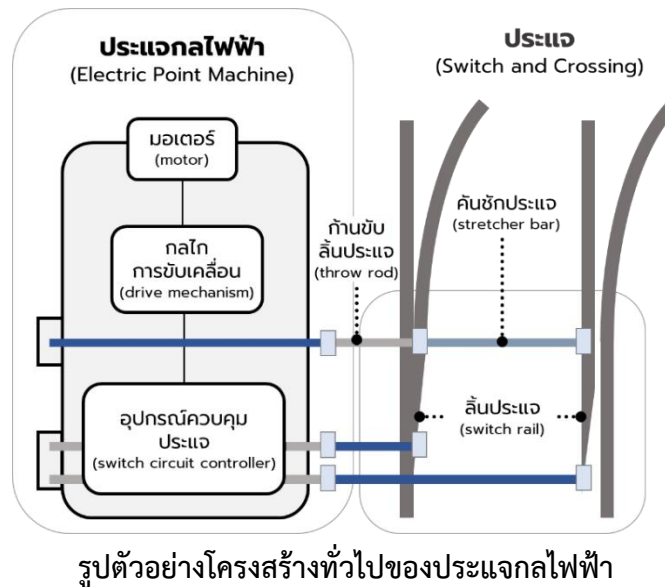 ประแจกลไฟฟ้า
(Electric Point Machine)
ประแจ
(Switch and Crossing)
มอเตอร์
(motor)
กลไก
การขับเคลื่อน
(drive mechanism)
ก้านขับ
ลิ้นประแจ
(throw rod)
คันชักประแจ
(stretcher bar)
อุปกรณ์ควบคุม
ประแจ
(switch circuit controller)
ลิ้นประแจ
(switch rail)
รูปตัวอย่างโครงสร้างทั่วไปของประแจกลไฟฟ้า